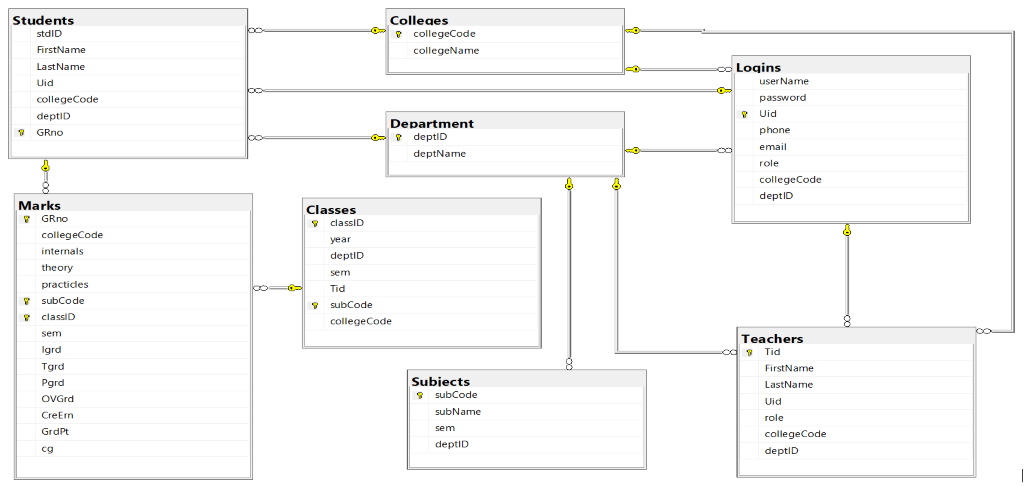 Students
stdID
FirstName
LastName
Uid
collegeCode
deptID
GRno
Colleges
collegeCode
collegeName
Logins
userName
password
Uid
phone
email
role
collegeCode
deptID
Department
deptID
deptName
Marks
GRno
collegeCode
internals
theory
practicles
subCode
classID
sem
Igrd
Tgrd
Pgrd
OVGrd
CreErn
GrdPt
cg
Classes
classID
year
deptID
sem
Tid
subCode
collegeCode
Subjects
subCode
subName
sem
deptID
Teachers
Tid
FirstName
LastName
Uid
role
collegeCode
deptID